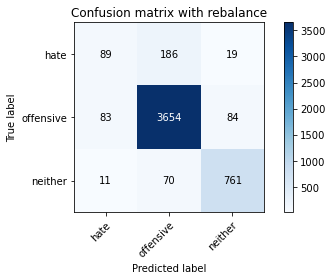 Confusion matrix with rebalance
True label
hate
offensive
neither
89 186 19
83 3654 84
11 70 761
hate
offensive
neither
Predicted label
3500
3000
2500
2000
1500
1000
500